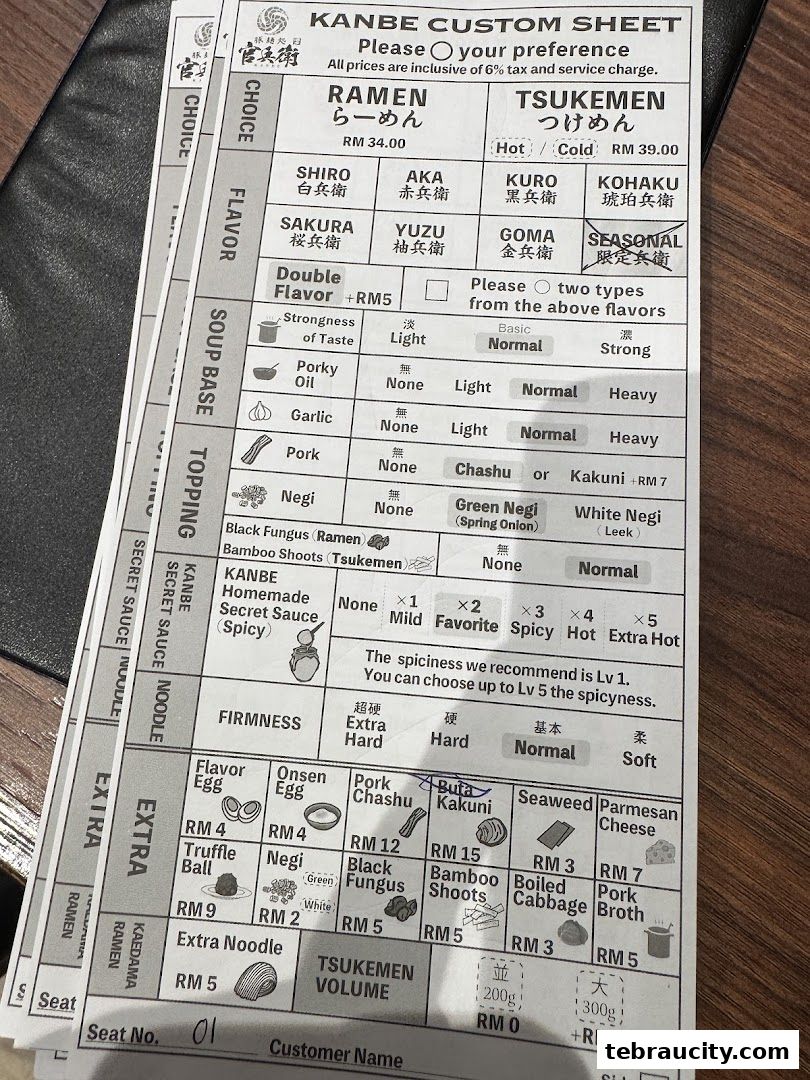 KANBE CUSTOM SHEET
官兵衛
Please ○ your preference
All prices are inclusive of 6% tax and service charge.
CHOICE
RAMEN
らーめん
RM 34.00
TSUKEMEN
つけめん
Hot / Cold RM 39.00
FLAVOR
SHIRO
白兵衛
AKA
赤兵衛
KURO
黒兵衛
KOHAKU
琥珀兵衛
SAKURA
桜兵衛
YUZU
柚兵衛
GOMA
金兵衛
SEASONAL
限定兵衛
Double
Flavor +RM5
Please ○ two types
from the above flavors
SOUP BASE
Strongness
of Taste
淡
Light
Basic
Normal
濃
Strong
Porky
Oil
無
None
Light
Normal
Heavy
Garlic
無
None
Light
Normal
Heavy
TOPPING
Pork
無
None
Chashu or Kakuni +RM 7
Negi
無
None
Green Negi
(Spring Onion)
White Negi
(Leek)
Black Fungus (Ramen)
Bamboo Shoots (Tsukemen)
無
None
Normal
KANBE
SECRET SAUCE
KANBE
Homemade
Secret Sauce
(Spicy)
None
×1
Mild
×2
Favorite
×3
Spicy
×4
Hot
×5
Extra Hot
The spiciness we recommend is Lv 1.
You can choose up to Lv 5 the spicyness.
NOODLE
FIRMNESS
超硬
Extra
Hard
硬
Hard
基本
Normal
柔
Soft
EXTRA
Flavor
Egg
RM 4
Onsen
Egg
RM 4
Pork
Chashu
RM 12
Buta
Kakuni
RM 15
Seaweed
RM 3
Parmesan
Cheese
RM 7
Truffle
Ball
RM 9
Negi
Green
White
RM 2
Black
Fungus
RM 5
Bamboo
Shoots
RM 5
Boiled
Cabbage
RM 3
Pork
Broth
RM 5
KAEDAMA
RAMEN
Extra Noodle
RM 5
TSUKEMEN
VOLUME
並
200g
RM 0
大
300g
Seat No. 01
Customer Name
CHOICE
SECRET SAUCE
NOODLE
EXTRA
RAMEN
Seat
tebraucity.com